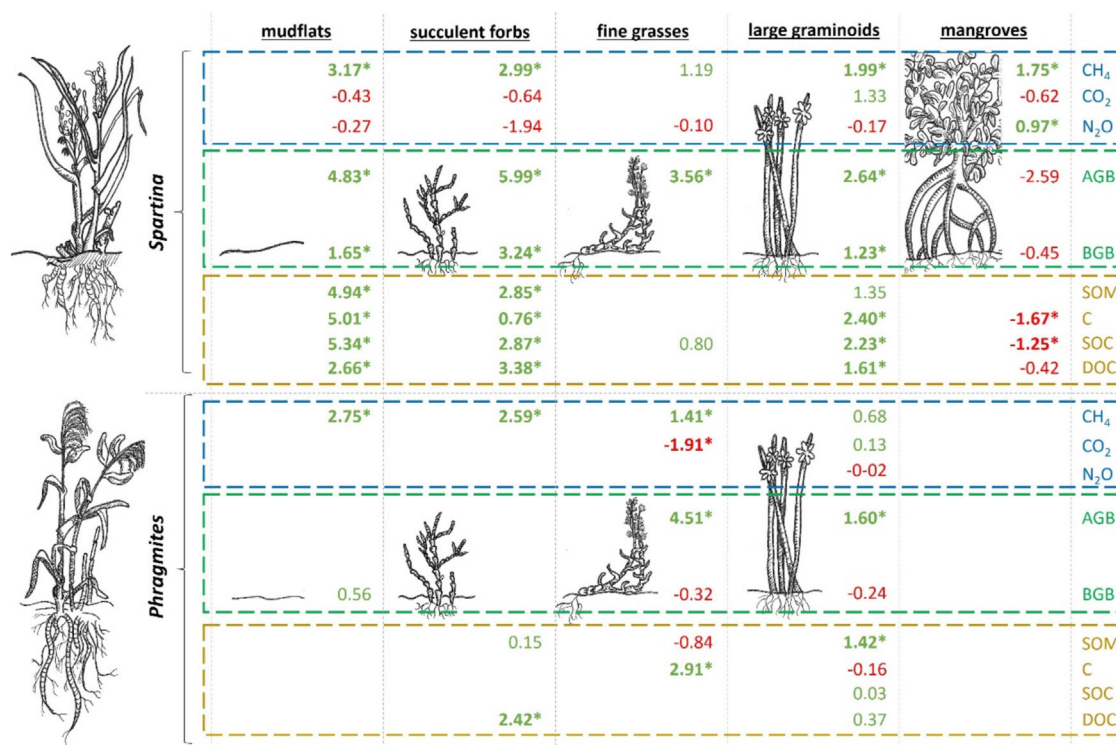 mudflats succulent forbs fine grasses large graminoids mangroves
Spartina
3.17* 2.99* 1.19 1.99* 1.75* CH₄
-0.43 -0.64 1.33 -0.62 CO₂
-0.27 -1.94 -0.10 -0.17 0.97* N₂O
4.83* 5.99* 3.56* 2.64* -2.59 AGB
1.65* 3.24* 1.23* -0.45 BGB
4.94* 2.85* 1.35 SOM
5.01* 0.76* 2.40* -1.67* C
5.34* 2.87* 0.80 2.23* -1.25* SOC
2.66* 3.38* 1.61* -0.42 DOC
Phragmites
2.75* 2.59* 1.41* 0.68 CH₄
-1.91* 0.13 CO₂
-0-02 N₂O
4.51* 1.60* AGB
0.56 -0.32 -0.24 BGB
0.15 -0.84 1.42* SOM
2.91* -0.16 C
0.03 SOC
2.42* 0.37 DOC